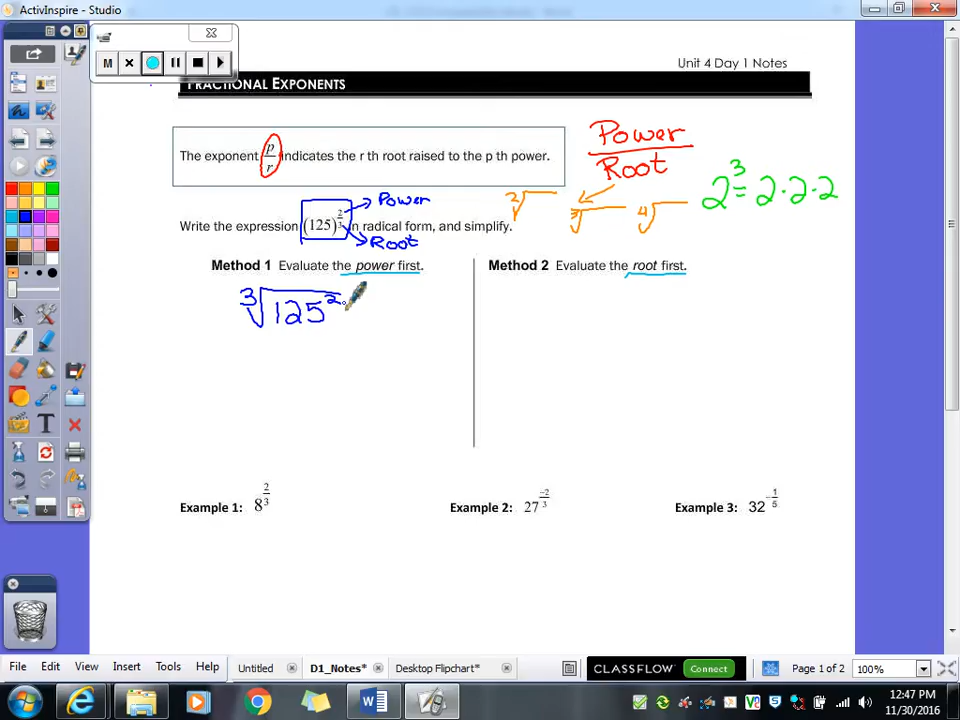 ActivInspire - Studio
M
Unit 4 Day 1 Notes
FRACTIONAL EXPONENTS
The exponent p/r indicates the r th root raised to the p th power.
Power
Root
2³ = 2·2·2
²√ ³√ ⁴√
Write the expression (125)^(2/3) in radical form, and simplify.
Power
Root
Method 1 Evaluate the power first.
Method 2 Evaluate the root first.
³√125²
Example 1: 8^(2/3)
Example 2: 27^(-2/3)
Example 3: 32^(-1/5)
File Edit View Insert Tools Help
Untitled
D1_Notes*
Desktop Flipchart*
CLASSFLOW Connect
Page 1 of 2
100%
12:47 PM
11/30/2016